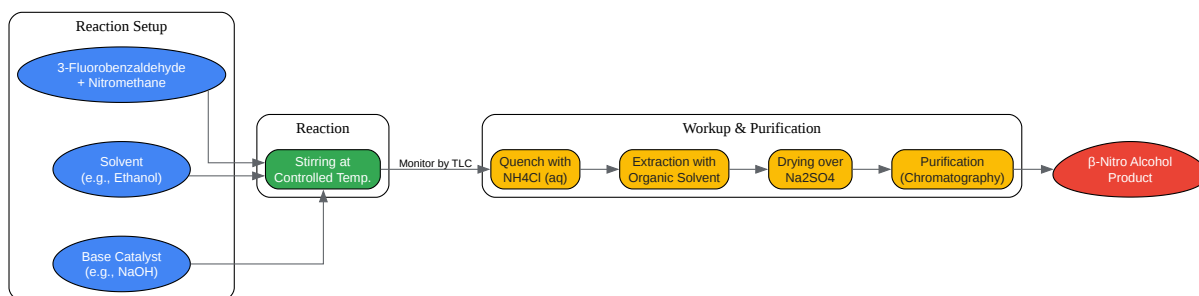 Reaction Setup
3-Fluorobenzaldehyde
+ Nitromethane
Solvent
(e.g., Ethanol)
Base Catalyst
(e.g., NaOH)
Reaction
Stirring at
Controlled Temp.
Monitor by TLC
Workup & Purification
Quench with
NH4Cl (aq)
Extraction with
Organic Solvent
Drying over
Na2SO4
Purification
(Chromatography)
β-Nitro Alcohol
Product